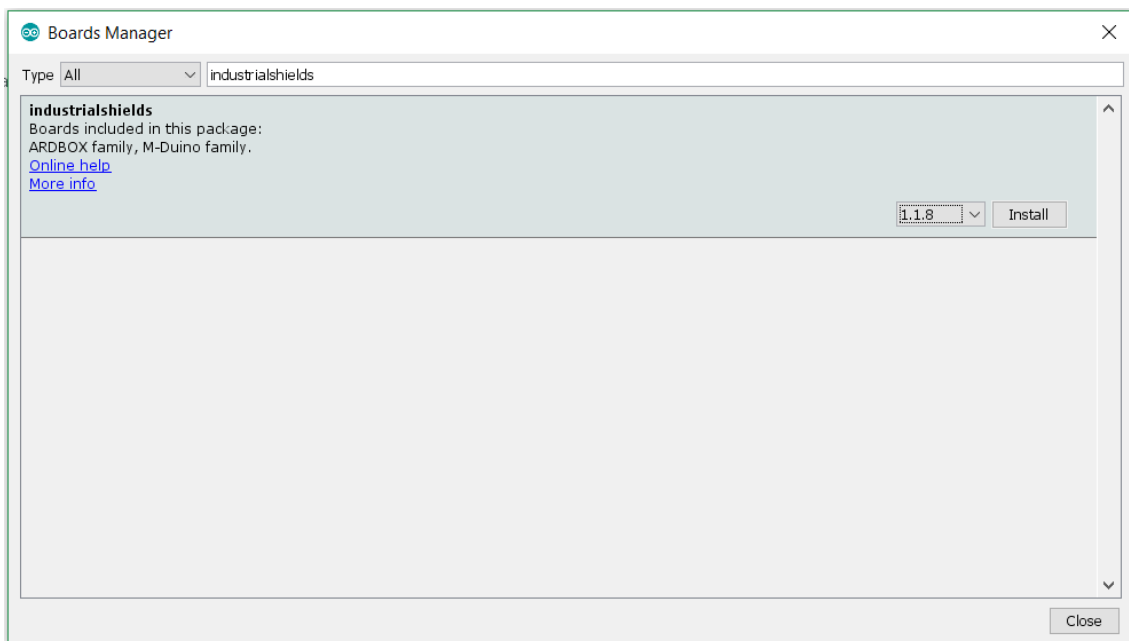 Boards Manager
Type All industrialshields
industrialshields
Boards included in this package:
ARDBOX family, M-Duino family.
Online help
More info
1.1.8 Install
Close